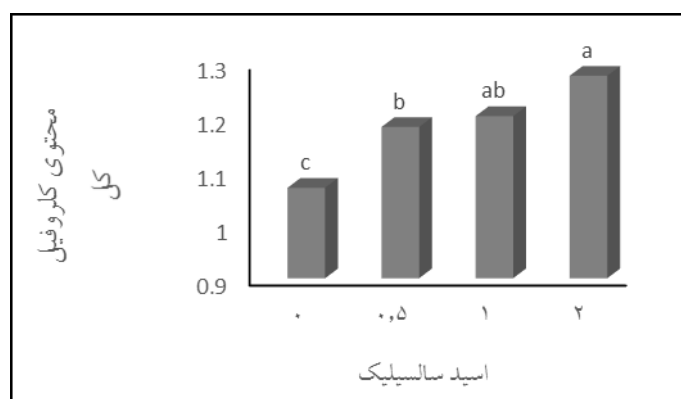 محتوی کلروفیل
کل
1.3
1.2
1.1
1
0.9
c
b
ab
a
۰
۰٫۵
۱
۲
اسید سالسیلیک